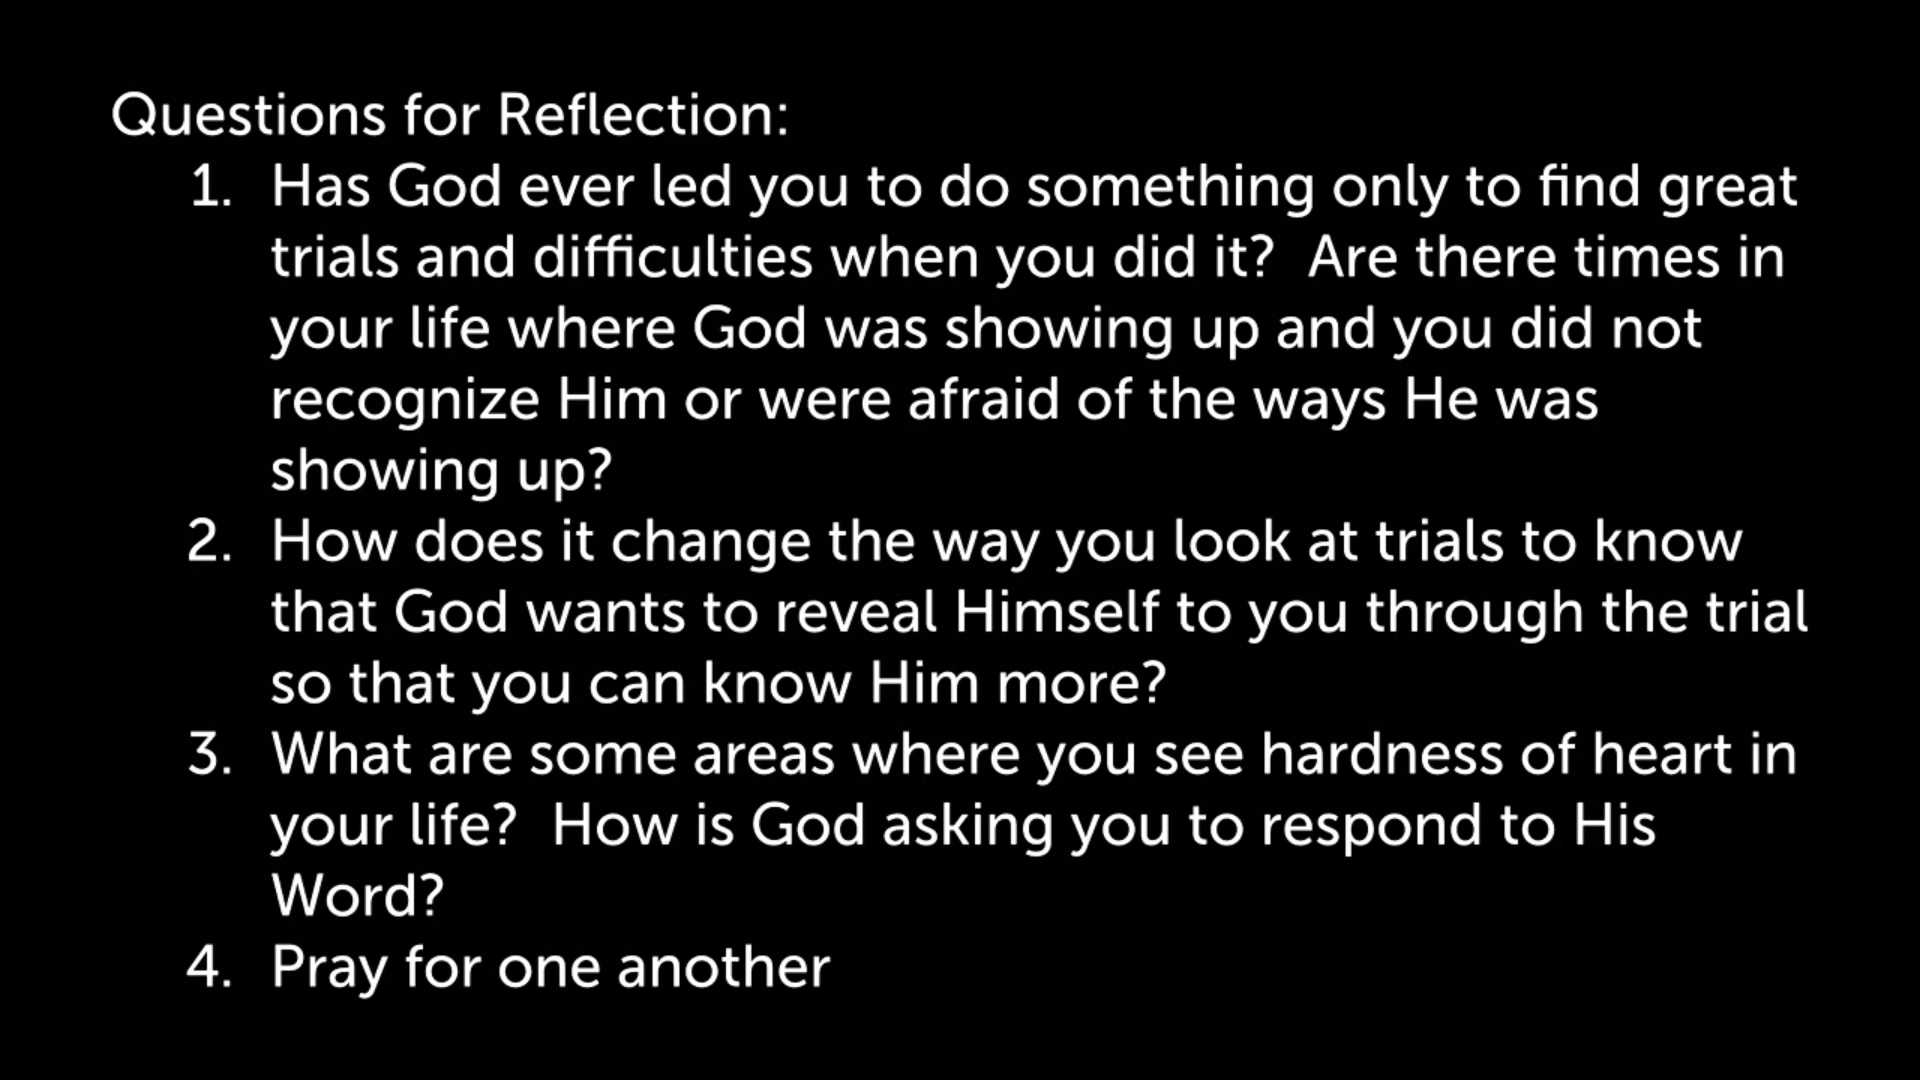 Questions for Reflection:
1. Has God ever led you to do something only to find great
trials and difficulties when you did it?  Are there times in
your life where God was showing up and you did not
recognize Him or were afraid of the ways He was
showing up?
2. How does it change the way you look at trials to know
that God wants to reveal Himself to you through the trial
so that you can know Him more?
3. What are some areas where you see hardness of heart in
your life?  How is God asking you to respond to His
Word?
4. Pray for one another